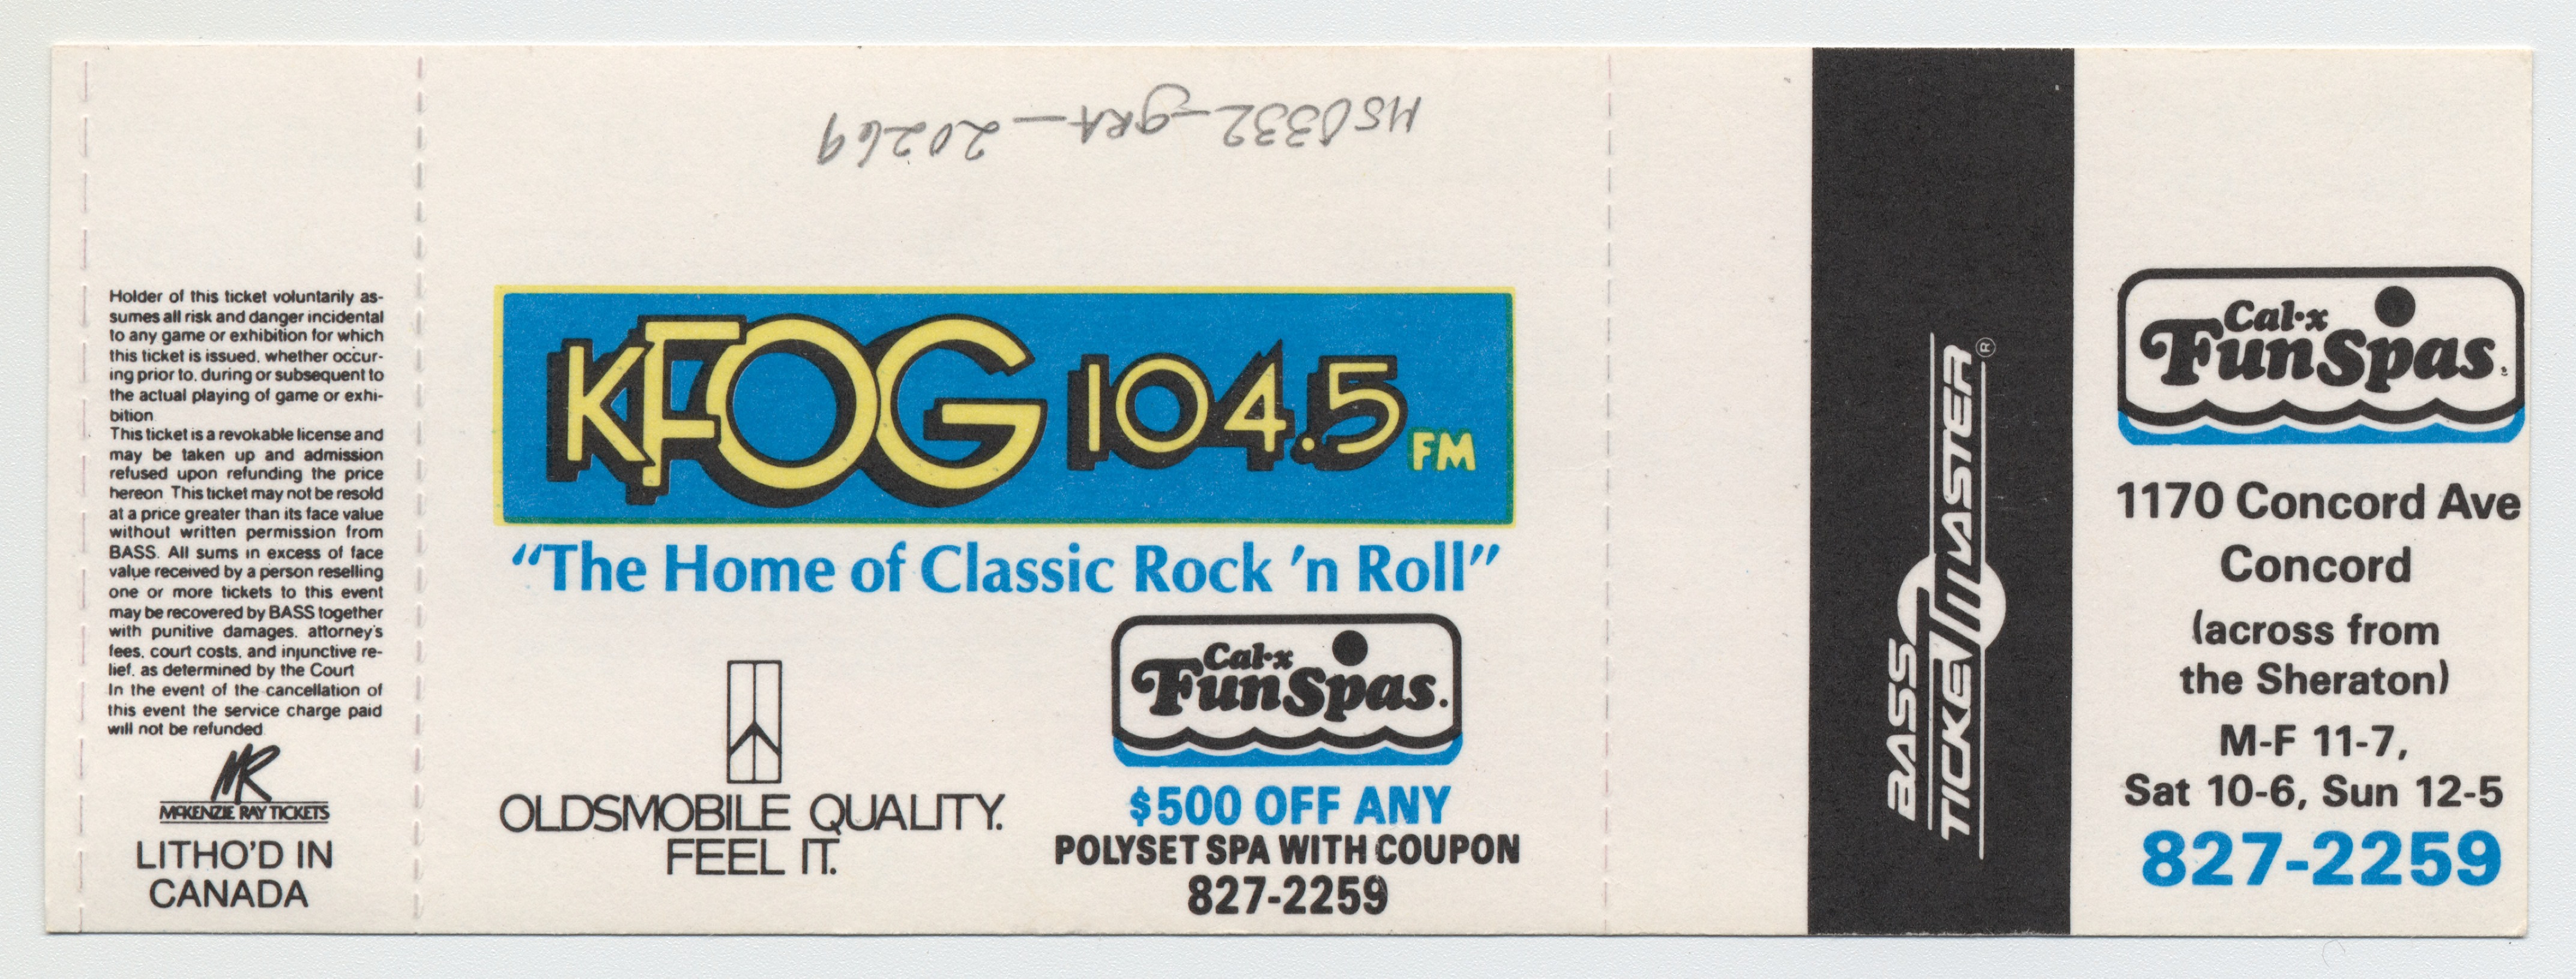 Holder of this ticket voluntarily as-
sumes all risk and danger incidental
to any game or exhibition for which
this ticket is issued, whether occur-
ing prior to, during or subsequent to
the actual playing of game or exhi-
bition.
This ticket is a revokable license and
may be taken up and admission
refused upon refunding the price
hereon. This ticket may not be resold
at a price greater than its face value
without written permission from
BASS. All sums in excess of face
value received by a person reselling
one or more tickets to this event
may be recovered by BASS together
with punitive damages, attorney's
fees, court costs, and injunctive re-
lief, as determined by the Court.
In the event of the cancellation of
this event the service charge paid
will not be refunded.
MR
MCKENZIE RAY TICKETS
LITHO'D IN
CANADA
MS0332-gRA-20269
KFOG 104.5 FM
“The Home of Classic Rock ’n Roll”
OLDSMOBILE QUALITY.
FEEL IT.
Cal-x
FunSpas.
$500 OFF ANY
POLYSET SPA WITH COUPON
827-2259
BASS
TICKETMASTER®
Cal-x
FunSpas.
1170 Concord Ave
Concord
(across from
the Sheraton)
M-F 11-7,
Sat 10-6, Sun 12-5
827-2259